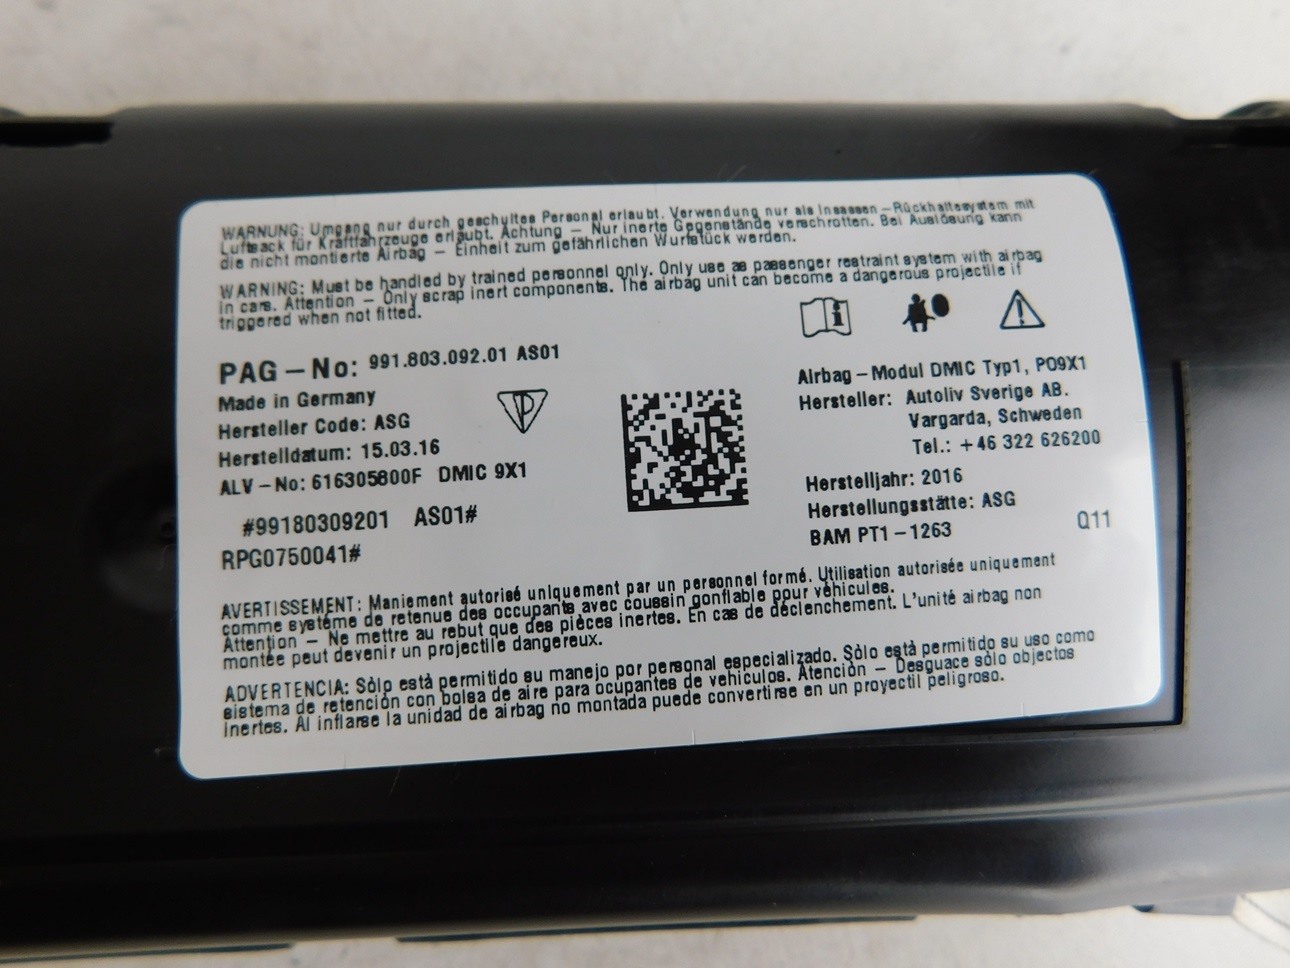 WARNUNG: Umgang nur durch geschultes Personal erlaubt. Verwendung nur als Insassen – Rückhaltesystem mit
Luftsack für Kraftfahrzeuge erlaubt. Achtung – Nur inerte Gegenstände verschrotten. Bei Auslösung kann
die nicht montierte Airbag – Einheit zum gefährlichen Wurfstück werden.
WARNING: Must be handled by trained personnel only. Only use as passenger restraint system with airbag
in cars. Attention – Only scrap inert components. The airbag unit can become a dangerous projectile if
triggered when not fitted.
PAG – No: 991.803.092.01 AS01
Made in Germany
Hersteller Code: ASG
Herstelldatum: 15.03.16
ALV – No: 616305800F DMIC 9X1
#99180309201 AS01#
RPG0750041#
Airbag – Modul DMIC Typ1, PO9X1
Hersteller: Autoliv Sverige AB.
Vargarda, Schweden
Tel.: +46 322 626200
Herstelljahr: 2016
Herstellungsstätte: ASG
BAM PT1 – 1263
Q11
AVERTISSEMENT: Maniement autorisé uniquement par un personnel formé. Utilisation autorisée uniquement
comme systéme de retenue des occupants avec coussin gonflable pour véhicules.
Attention – Ne mettre au rebut que des pièces inertes. En cas de déclenchement. L'unité airbag non
montée peut devenir un projectile dangereux.
ADVERTENCIA: Sòlo està permitido su manejo por personal especializado. Sòlo està permitido su uso como
sistema de retención con bolsa de aire para ocupantes de vehiculos. Atención – Desguace sòlo objectos
inertes. Al inflarse la unidad de airbag no montada puede convertirse en un proyectil peligroso.